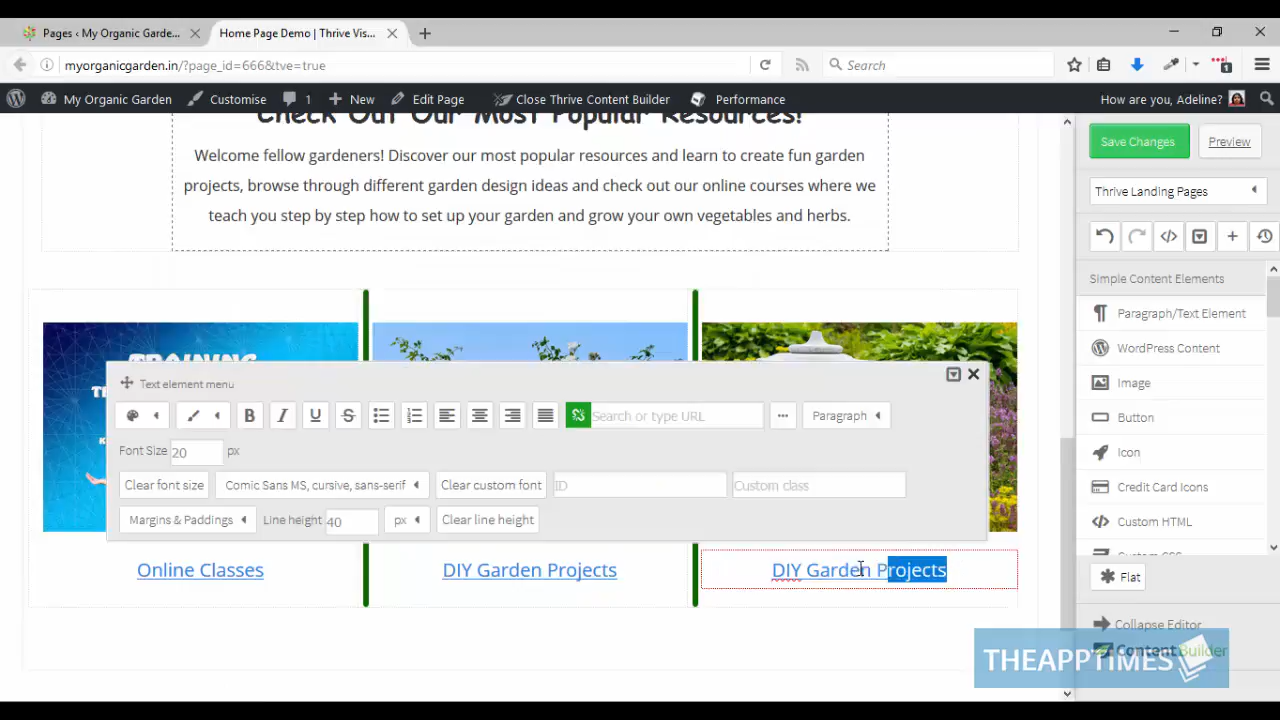 Pages ‹ My Organic Garde...
Home Page Demo | Thrive Vis...
myorganicgarden.in/?page_id=666&tve=true
Search
My Organic Garden
Customise
1
New
Edit Page
Close Thrive Content Builder
Performance
How are you, Adeline?
Check Out Our Most Popular Resources!
Welcome fellow gardeners! Discover our most popular resources and learn to create fun garden
projects, browse through different garden design ideas and check out our online courses where we
teach you step by step how to set up your garden and grow your own vegetables and herbs.
Save Changes
Preview
Thrive Landing Pages
Simple Content Elements
Paragraph/Text Element
WordPress Content
Image
Button
Icon
Credit Card Icons
Custom HTML
Custom CSS
Flat
Collapse Editor
Content Builder
TRAINING
Text element menu
B I U S
Search or type URL
Paragraph
Font Size 20 px
Clear font size
Comic Sans MS, cursive, sans-serif
Clear custom font
ID
Custom class
Margins & Paddings
Line height 40
px
Clear line height
Online Classes
DIY Garden Projects
DIY Garden Projects
THEAPPTIMES